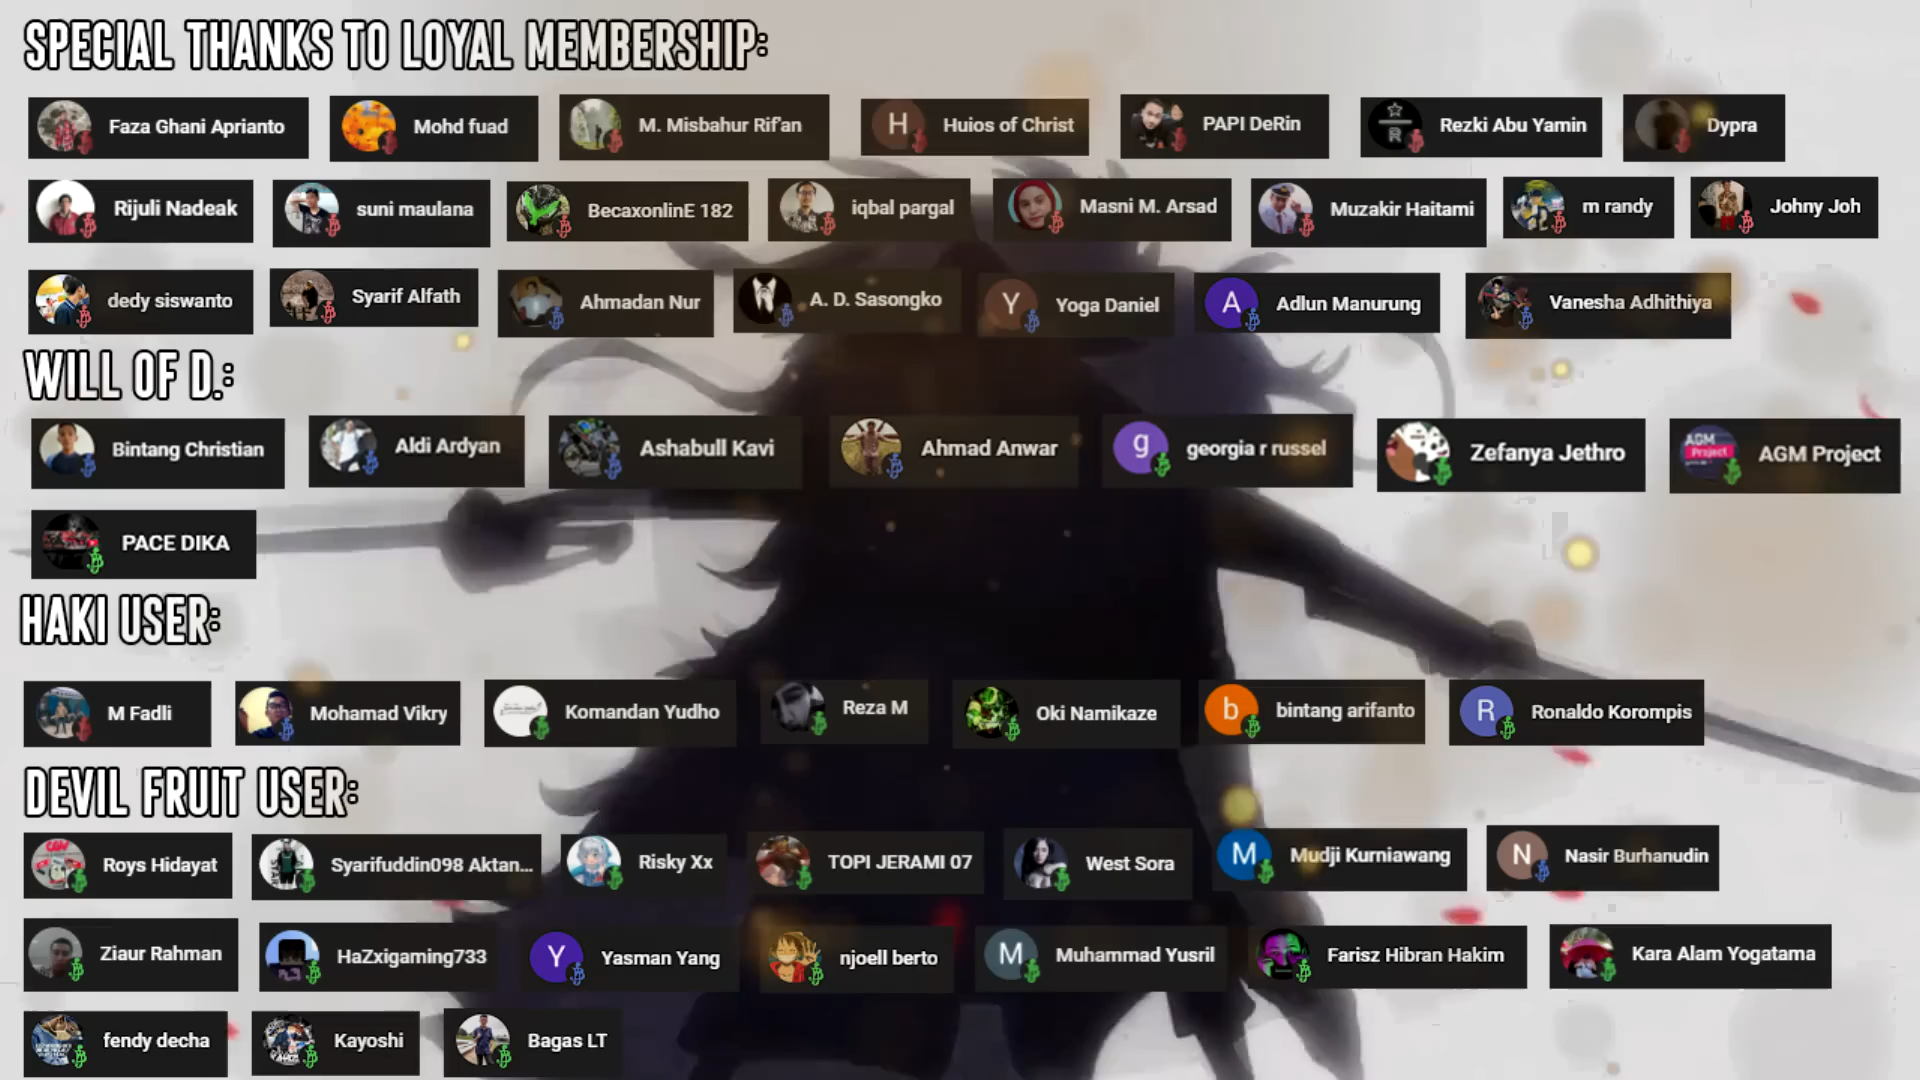 SPECIAL THANKS TO LOYAL MEMBERSHIP:
Faza Ghani Aprianto Mohd fuad M. Misbahur Rif'an H Huios of Christ PAPI DeRin R Rezki Abu Yamin Dypra
Rijuli Nadeak suni maulana BecaxonlinE 182 iqbal pargal Masni M. Arsad Muzakir Haitami m randy Johny Joh
dedy siswanto Syarif Alfath Ahmadan Nur A. D. Sasongko Y Yoga Daniel A Adlun Manurung Vanesha Adhithiya
WILL OF D.:
Bintang Christian Aldi Ardyan Ashabull Kavi Ahmad Anwar g georgia r russel Zefanya Jethro AGM Project AGM Project
PACE DIKA
HAKI USER:
M Fadli Mohamad Vikry Komandan Yudho Reza M Oki Namikaze b bintang arifanto R Ronaldo Korompis
DEVIL FRUIT USER:
Roys Hidayat Syarifuddin098 Aktan... Risky Xx TOPI JERAMI 07 West Sora M Mudji Kurniawang N Nasir Burhanudin
Ziaur Rahman HaZxigaming733 Y Yasman Yang njoell berto M Muhammad Yusril Farisz Hibran Hakim Kara Alam Yogatama
fendy decha Kayoshi Bagas LT